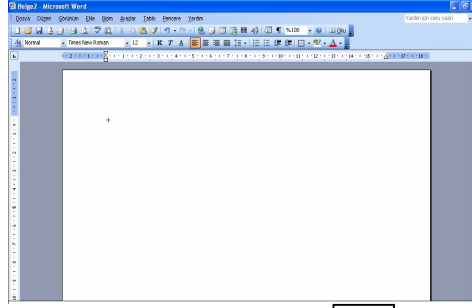 Belge2 - Microsoft Word
Dosya Düzen Görünüm Ekle Biçim Araçlar Tablo Pencere Yardım
Yardım için soru yazın
%100 Oku
Normal Times New Roman 12 K T A